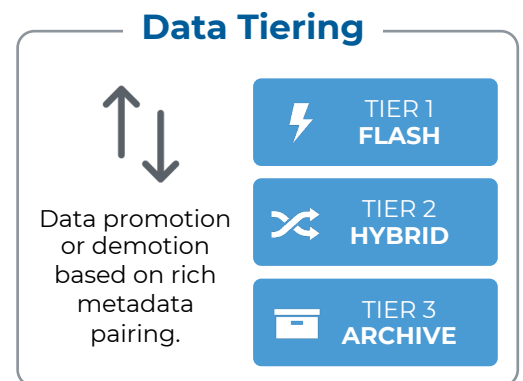 Data Tiering
Data promotion
or demotion
based on rich
metadata
pairing.
TIER 1
FLASH
TIER 2
HYBRID
TIER 3
ARCHIVE